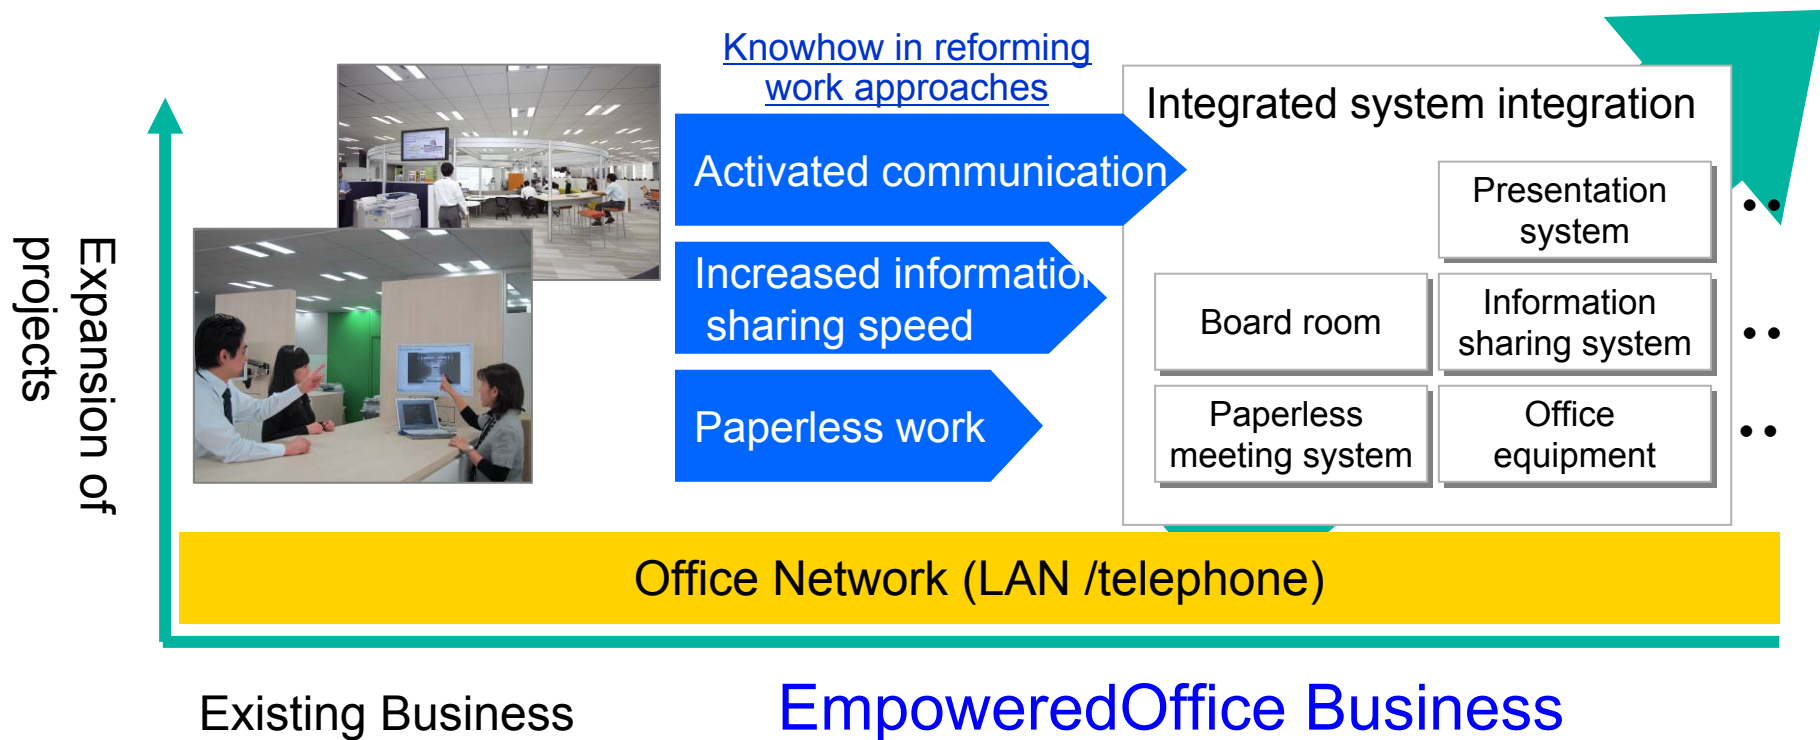 Knowhow in reforming
work approaches
Integrated system integration
Activated communication
Presentation
system
••
Increased information
sharing speed
Board room
Information
sharing system
••
Paperless work
Paperless
meeting system
Office
equipment
••
Expansion of
projects
Office Network (LAN /telephone)
Existing Business
EmpoweredOffice Business